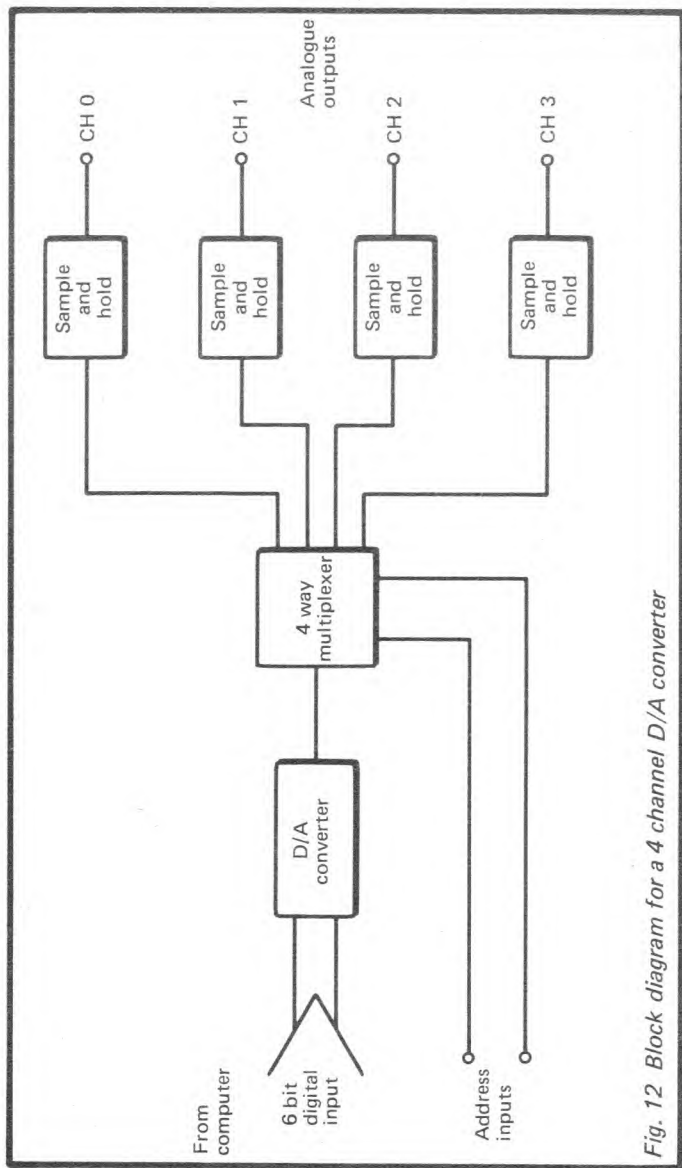 From
computer
6 bit
digital
input
Address
inputs
D/A
converter
4 way
multiplexer
Sample
and
hold
Sample
and
hold
Sample
and
hold
Sample
and
hold
CH 0
CH 1
Analogue
outputs
CH 2
CH 3
Fig. 12 Block diagram for a 4 channel D/A converter